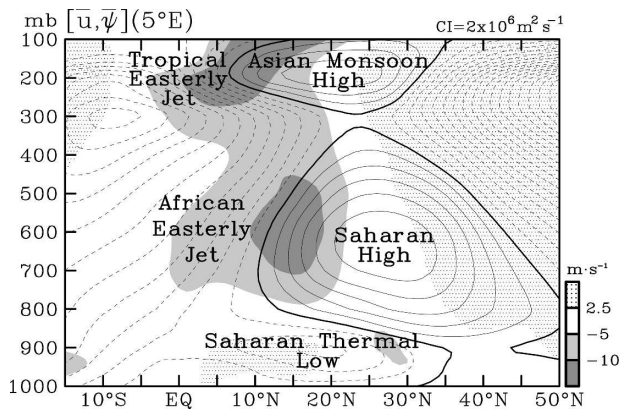 mb [u̅,ψ̅](5°E) CI=2x10⁶m²s⁻¹
100
Tropical Asian Monsoon
200 Easterly High
Jet
300
400
500
African
600 Easterly Saharan
Jet High
700
m·s⁻¹
800
2.5
Saharan Thermal
-5
900
Low
-10
1000
10°S EQ 10°N 20°N 30°N 40°N 50°N